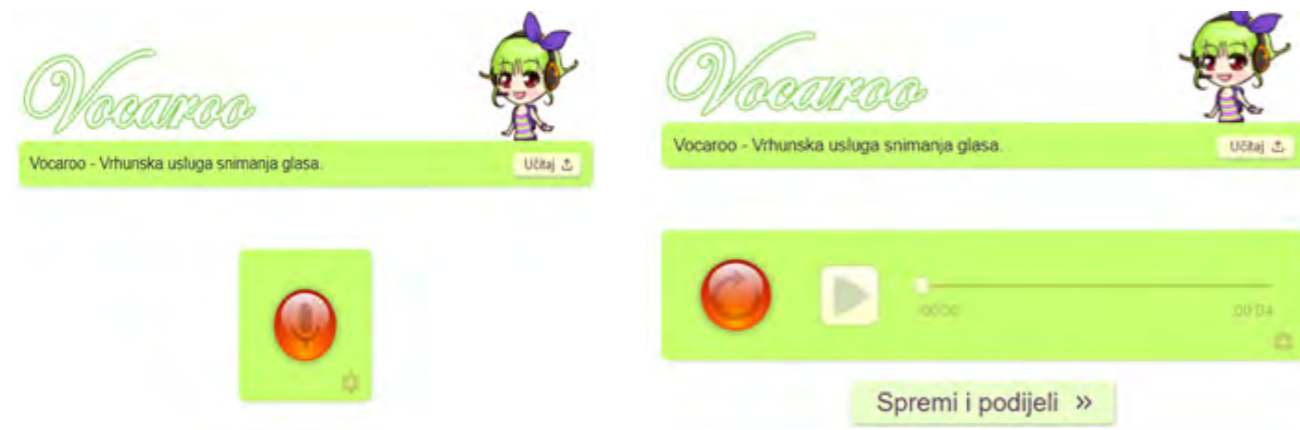 Vocaroo
Vocaroo - Vrhunska usluga snimanja glasa.
Učitaj
Vocaroo
Vocaroo - Vrhunska usluga snimanja glasa.
Učitaj
00:00
00:04
Spremi i podijeli »